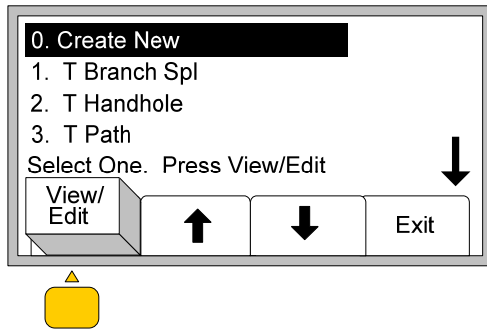 0. Create New
1. T Branch Spl
2. T Handhole
3. T Path
Select One. Press View/Edit
View/
Edit
Exit